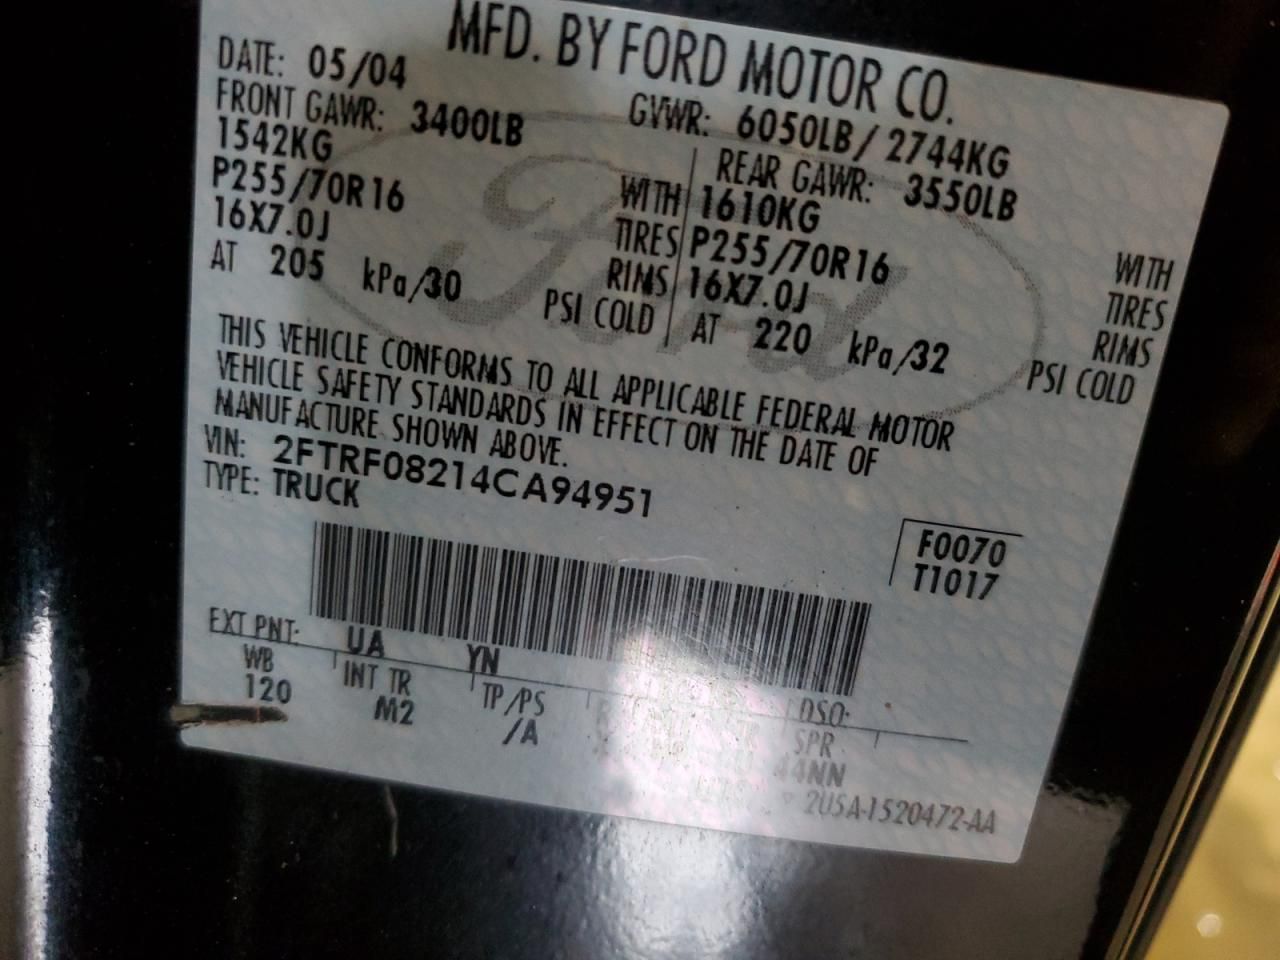 MFD. BY FORD MOTOR CO.
DATE: 05/04 GVWR: 6050LB/ 2744KG
FRONT GAWR: 3400LB REAR GAWR: 3550LB
1542KG WITH 1610KG WITH
P255/70R16 TIRES P255/70R16 TIRES
16X7.0J RIMS 16X7.0J RIMS
AT 205 kPa/30 PSI COLD AT 220 kPa/32 PSI COLD
THIS VEHICLE CONFORMS TO ALL APPLICABLE FEDERAL MOTOR
VEHICLE SAFETY STANDARDS IN EFFECT ON THE DATE OF
MANUFACTURE SHOWN ABOVE.
VIN: 2FTRF08214CA94951
TYPE: TRUCK
F0070
T1017
EXT PNT: UA YN DSO:
WB INT TR TP/PS SPR
120 M2 /A 44NN
2U5A-1520472-AA
Ford